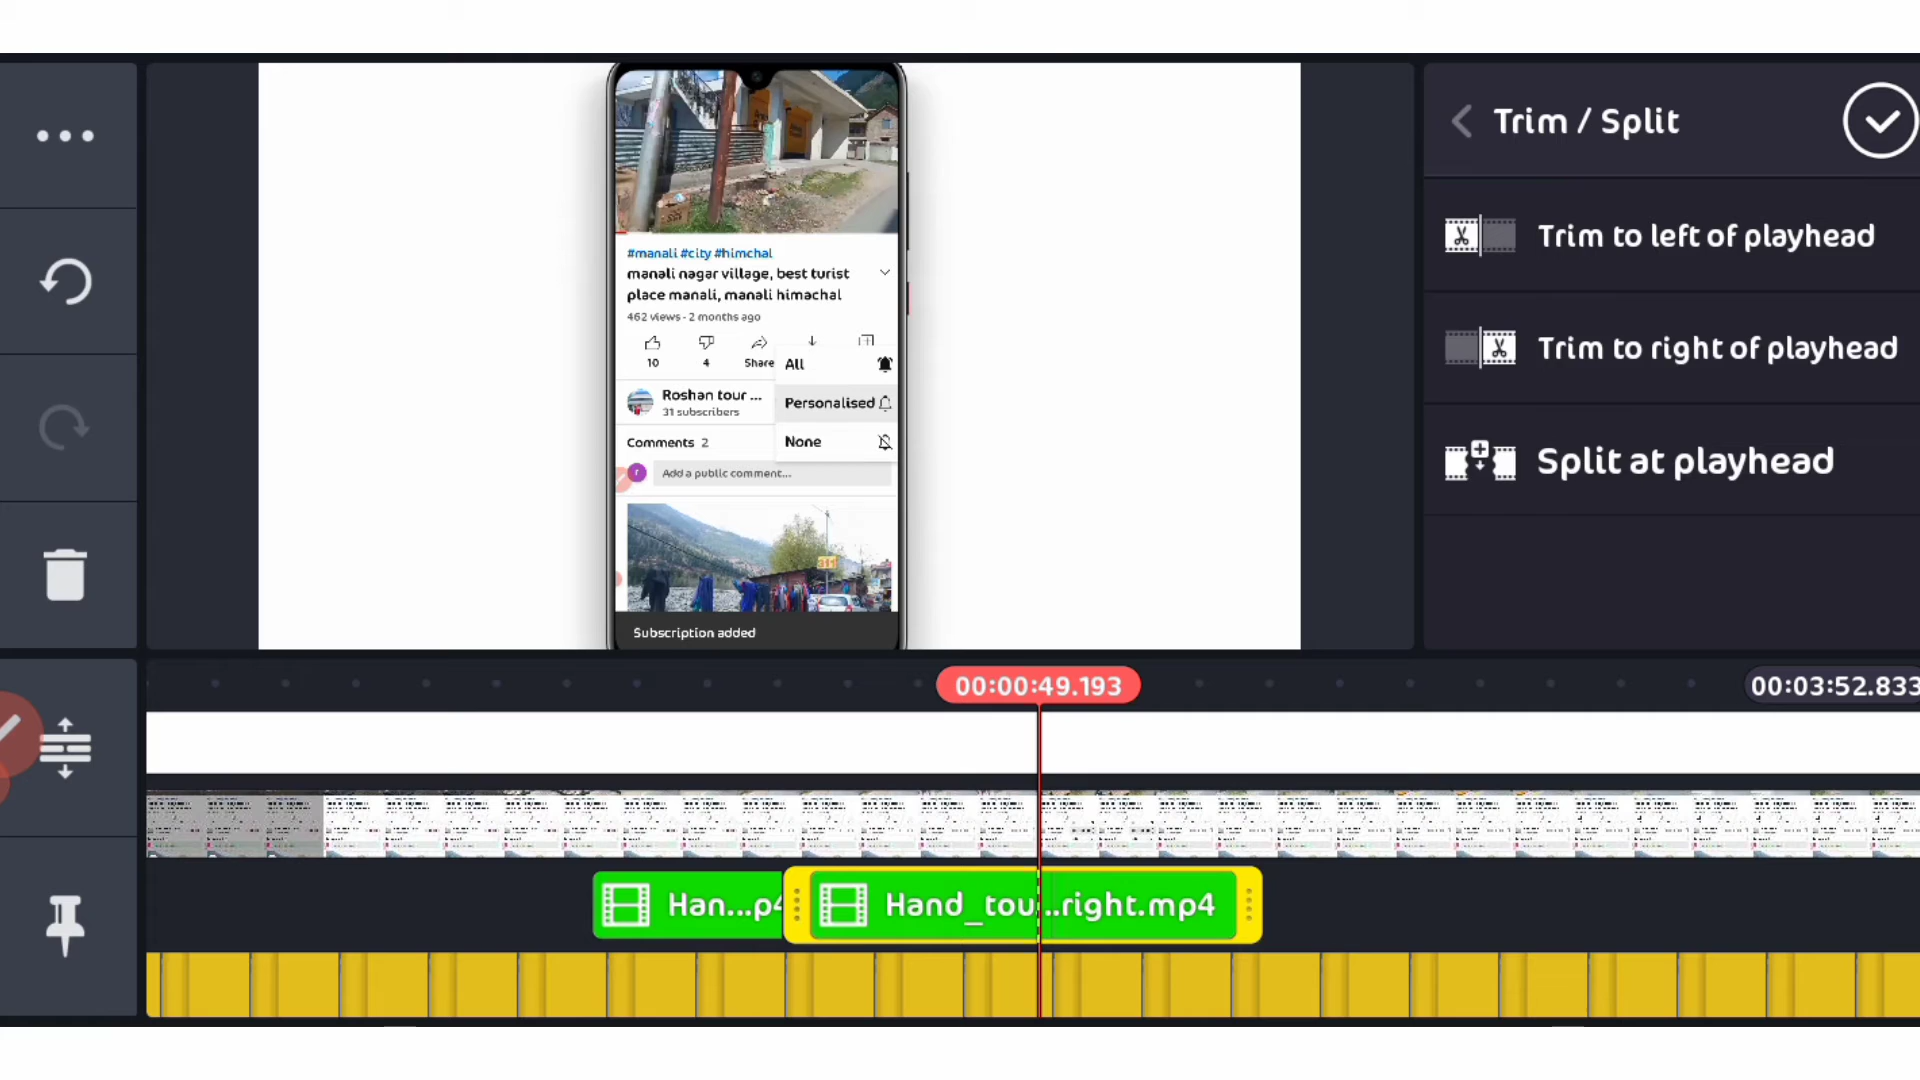 Trim / Split
Trim to left of playhead
Trim to right of playhead
Split at playhead
#manali #city #himchal
manali nagar village, best turist
place manali, manali himachal
462 views · 2 months ago
10
4
Share
All
Personalised
None
Roshan tour ...
31 subscribers
Comments 2
Add a public comment...
Subscription added
00:00:49.193
00:03:52.833
Han...p4
Hand_tou...right.mp4